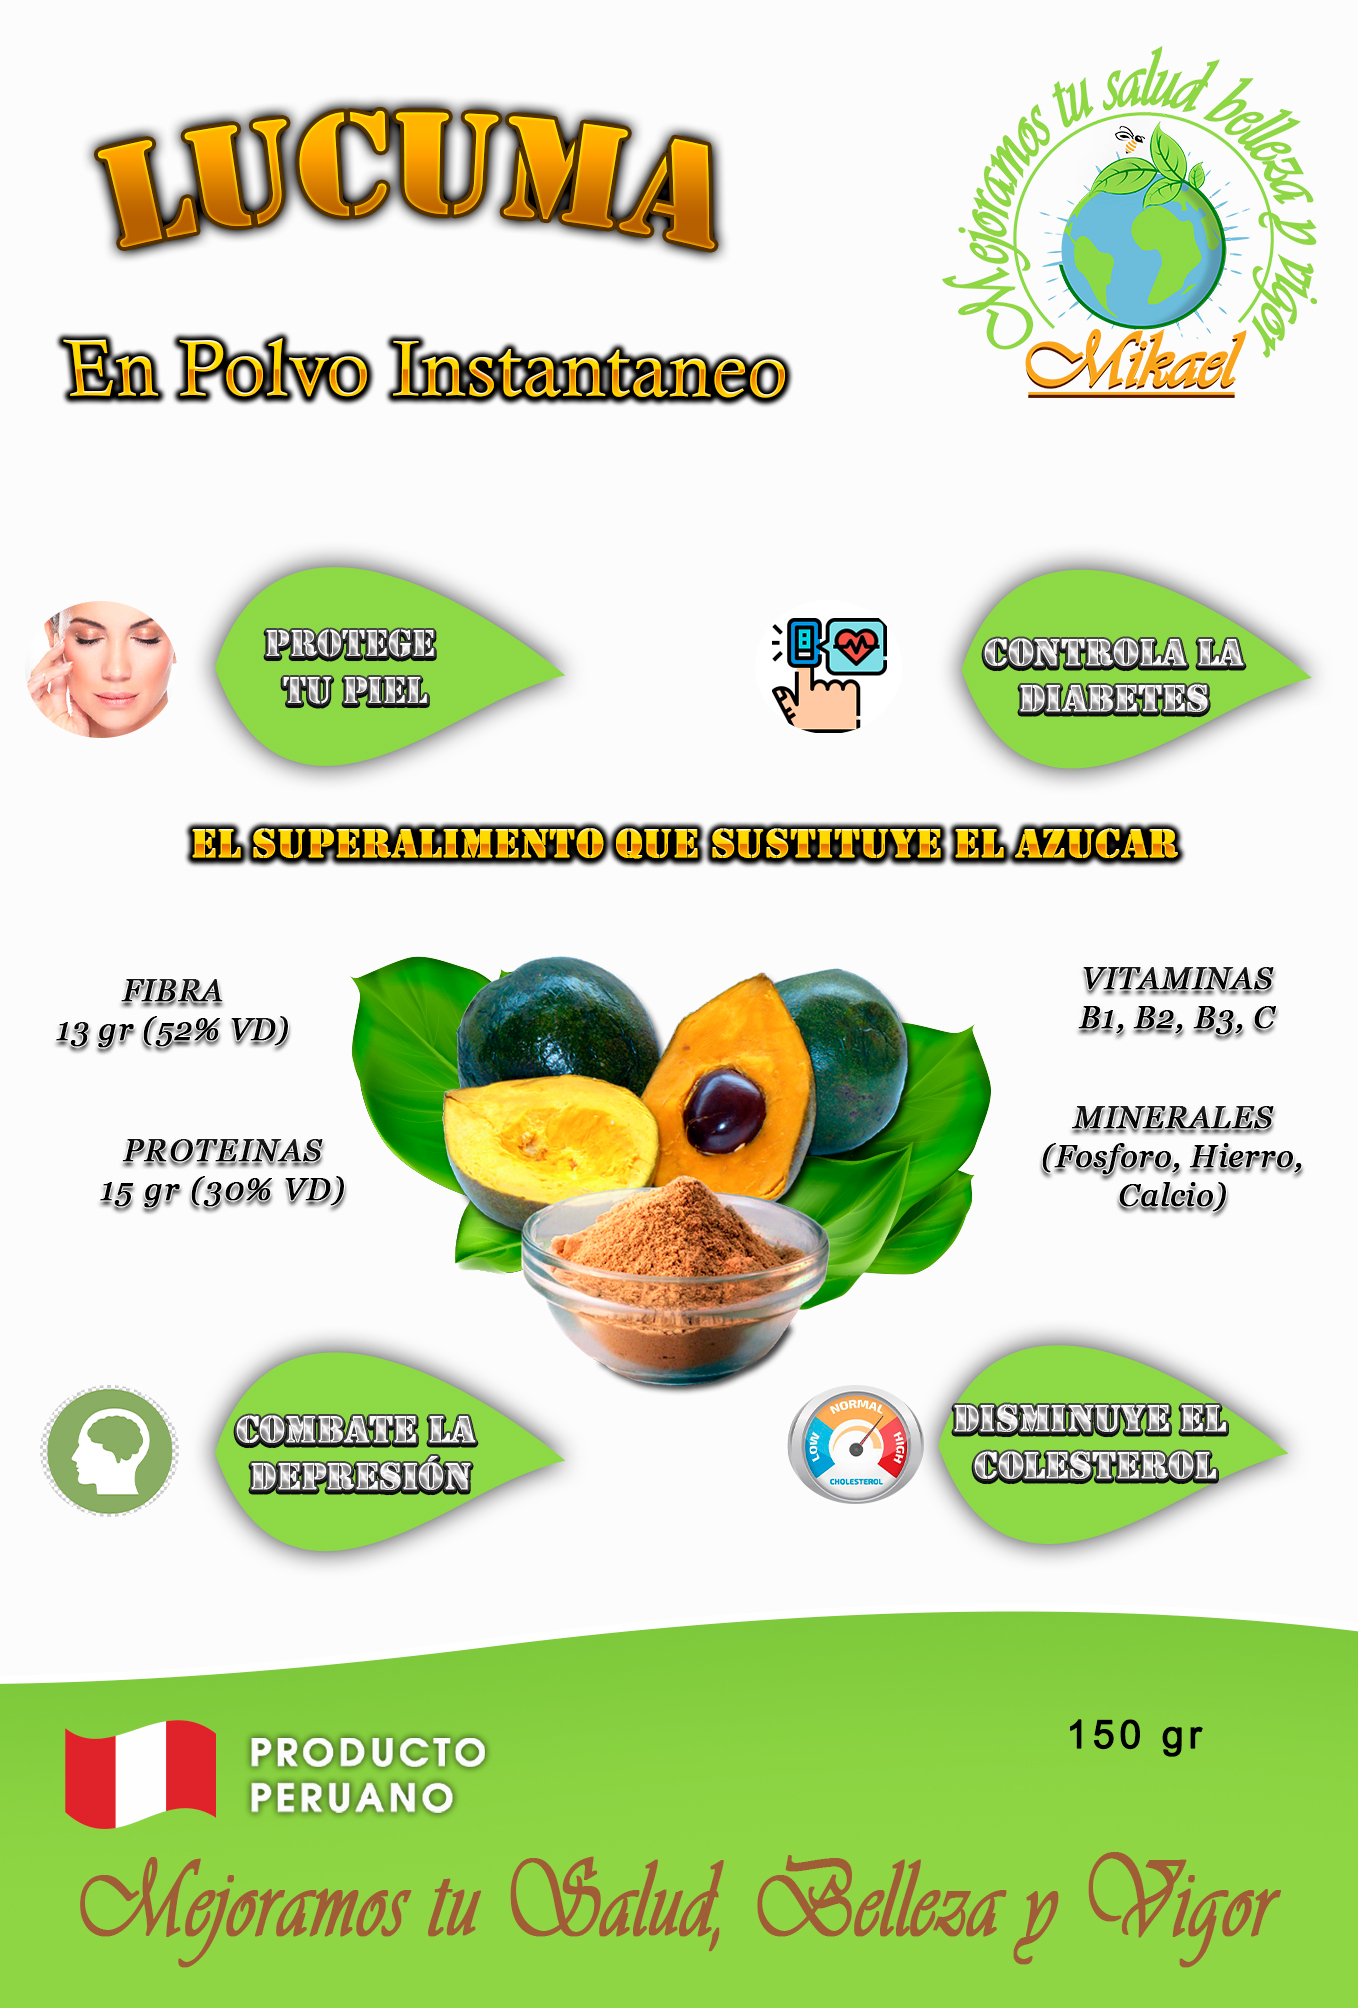 LUCUMA
Mejoramos tu salud belleza y vigor
Mikael
En Polvo Instantaneo
PROTEGE
TU PIEL
CONTROLA LA
DIABETES
EL SUPERALIMENTO QUE SUSTITUYE EL AZUCAR
FIBRA
13 gr (52% VD)
VITAMINAS
B1, B2, B3, C
PROTEINAS
15 gr (30% VD)
MINERALES
(Fosforo, Hierro,
Calcio)
COMBATE LA
DEPRESIÓN
LOW
NORMAL
HIGH
CHOLESTEROL
DISMINUYE EL
COLESTEROL
PRODUCTO
PERUANO
150 gr
Mejoramos tu Salud, Belleza y Vigor